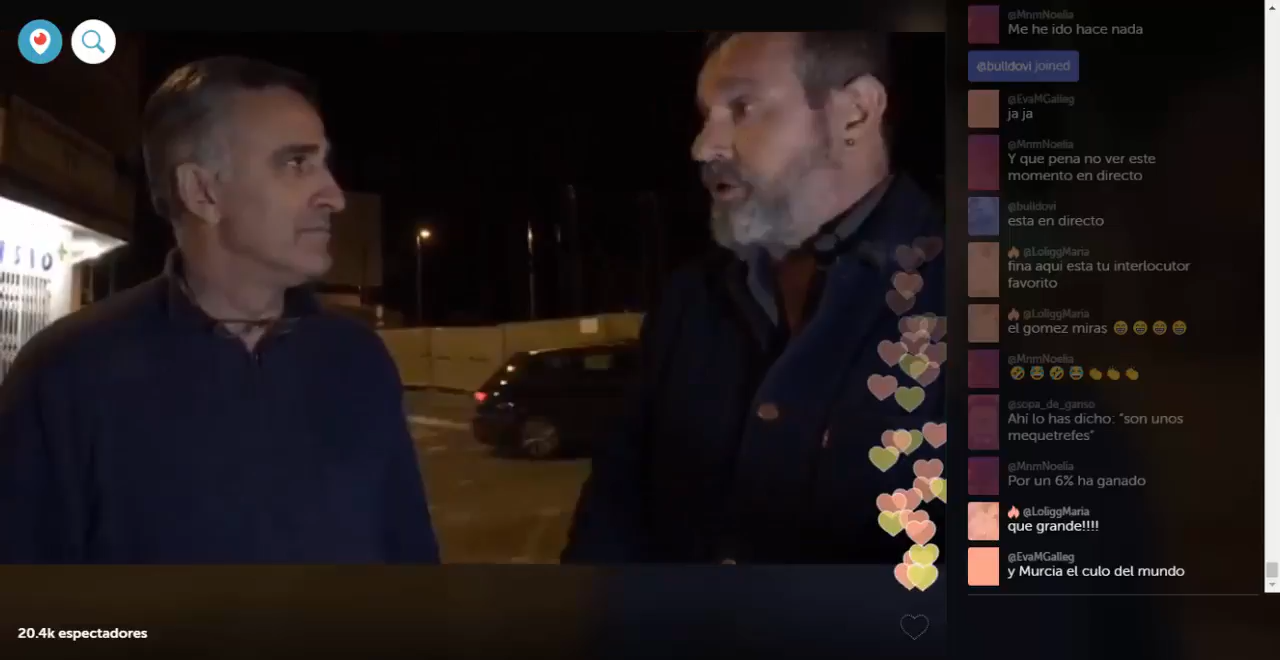 NSIO
@MnmNoelia
Me he ido hace nada
@bulldovi joined
@EvaMGalleg
ja ja
@MnmNoelia
Y que pena no ver este
momento en directo
@bulldovi
esta en directo
@LoliggMaria
fina aqui esta tu interlocutor
favorito
@LoliggMaria
el gomez miras 😁 😁 😁 😁
@MnmNoelia
🤣 😂 🤣 😂 👏 👏 👏
@sopa_de_ganso
Ahí lo has dicho: "son unos
mequetrefes"
@MnmNoelia
Por un 6% ha ganado
@LoliggMaria
que grande!!!!
@EvaMGalleg
y Murcia el culo del mundo
20.4k espectadores